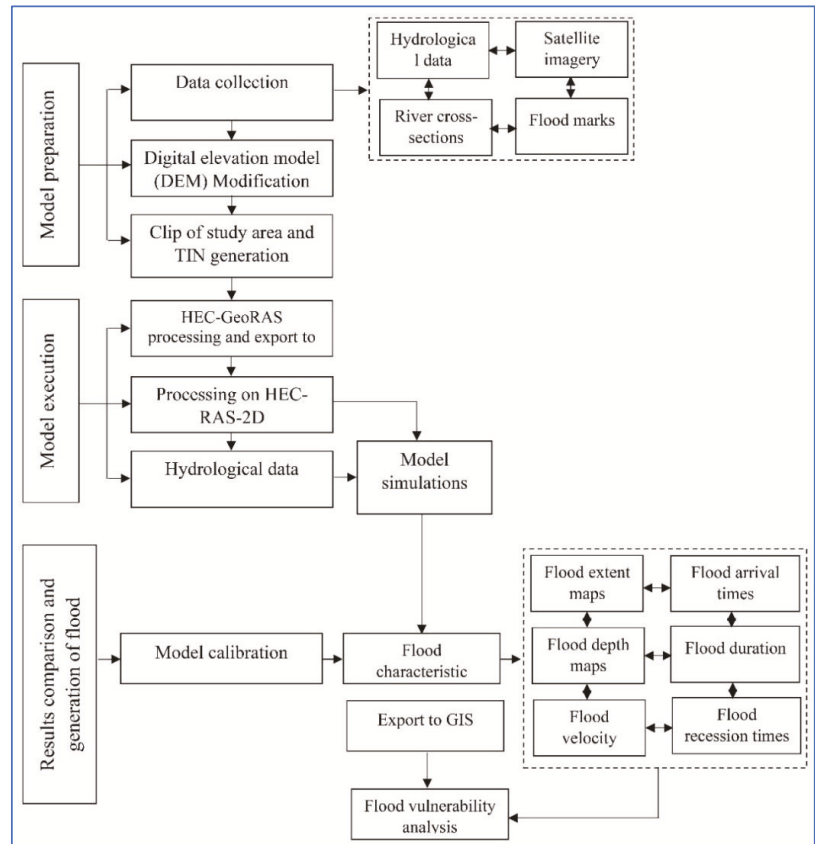 Model preparation
Data collection
Hydrologica
l data
Satellite
imagery
River cross-
sections
Flood marks
Digital elevation model
(DEM) Modification
Clip of study area and
TIN generation
Model execution
HEC-GeoRAS
processing and export to
Processing on HEC-
RAS-2D
Hydrological data
Model
simulations
Results comparison and
generation of flood
Model calibration
Flood
characteristic
Flood extent
maps
Flood arrival
times
Flood depth
maps
Flood duration
Flood
velocity
Flood
recession times
Export to GIS
Flood vulnerability
analysis